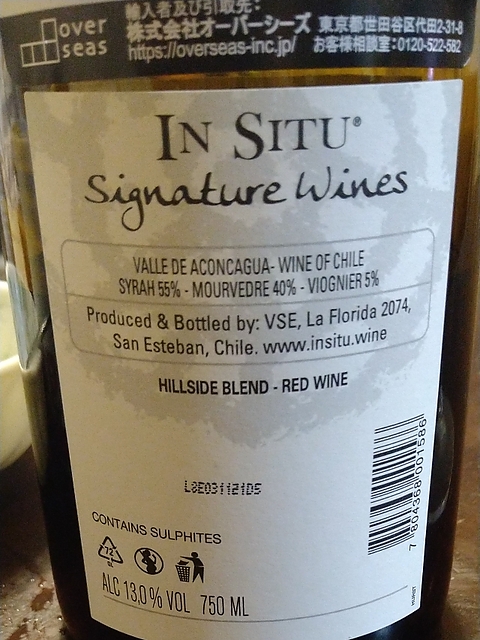 over seas
輸入者及び引取先：
株式会社オーバーシーズ 東京都世田谷区代田2-31-8
https://overseas-inc.jp/ お客様相談室：0120-522-582
IN SITU®
Signature Wines
VALLE DE ACONCAGUA- WINE OF CHILE
SYRAH 55% - MOURVEDRE 40% - VIOGNIER 5%
Produced & Bottled by: VSE, La Florida 2074,
San Esteban, Chile. www.insitu.wine
HILLSIDE BLEND - RED WINE
CONTAINS SULPHITES
72
GL
ALC 13,0% VOL 750 ML
7 804368 001586